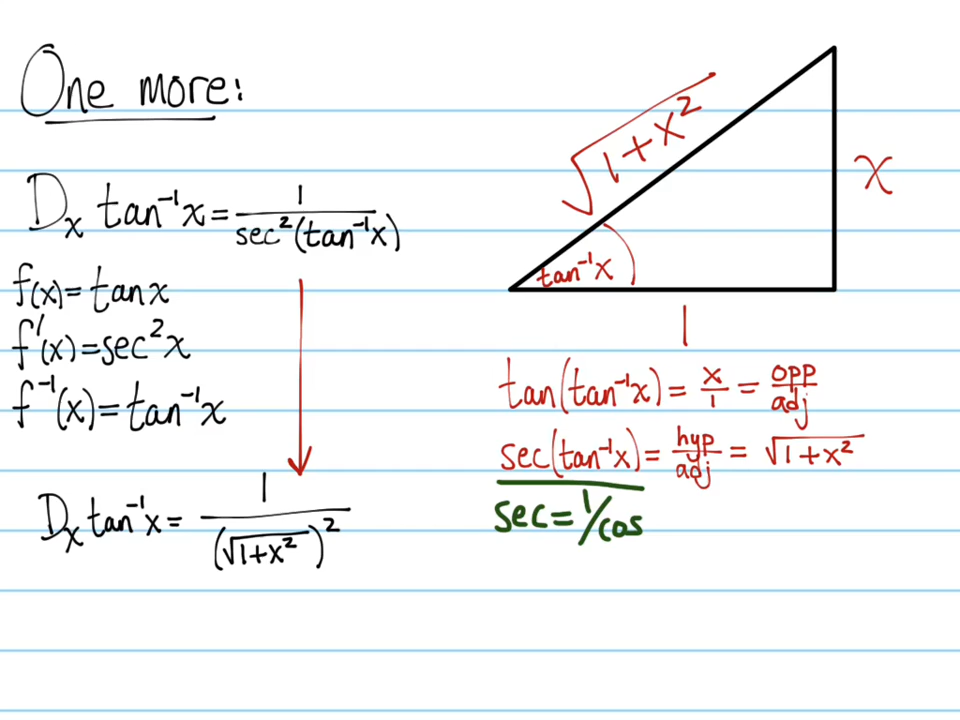 One more:
Dₓ tan⁻¹x = 1/sec²(tan⁻¹x)
f(x) = tan x
f'(x) = sec²x
f⁻¹(x) = tan⁻¹x
Dₓ tan⁻¹x = 1/(√(1+x²))²
√(1+x²)
x
tan⁻¹x
1
tan(tan⁻¹x) = x/1 = opp/adj
sec(tan⁻¹x) = hyp/adj = √(1+x²)
sec = 1/cos